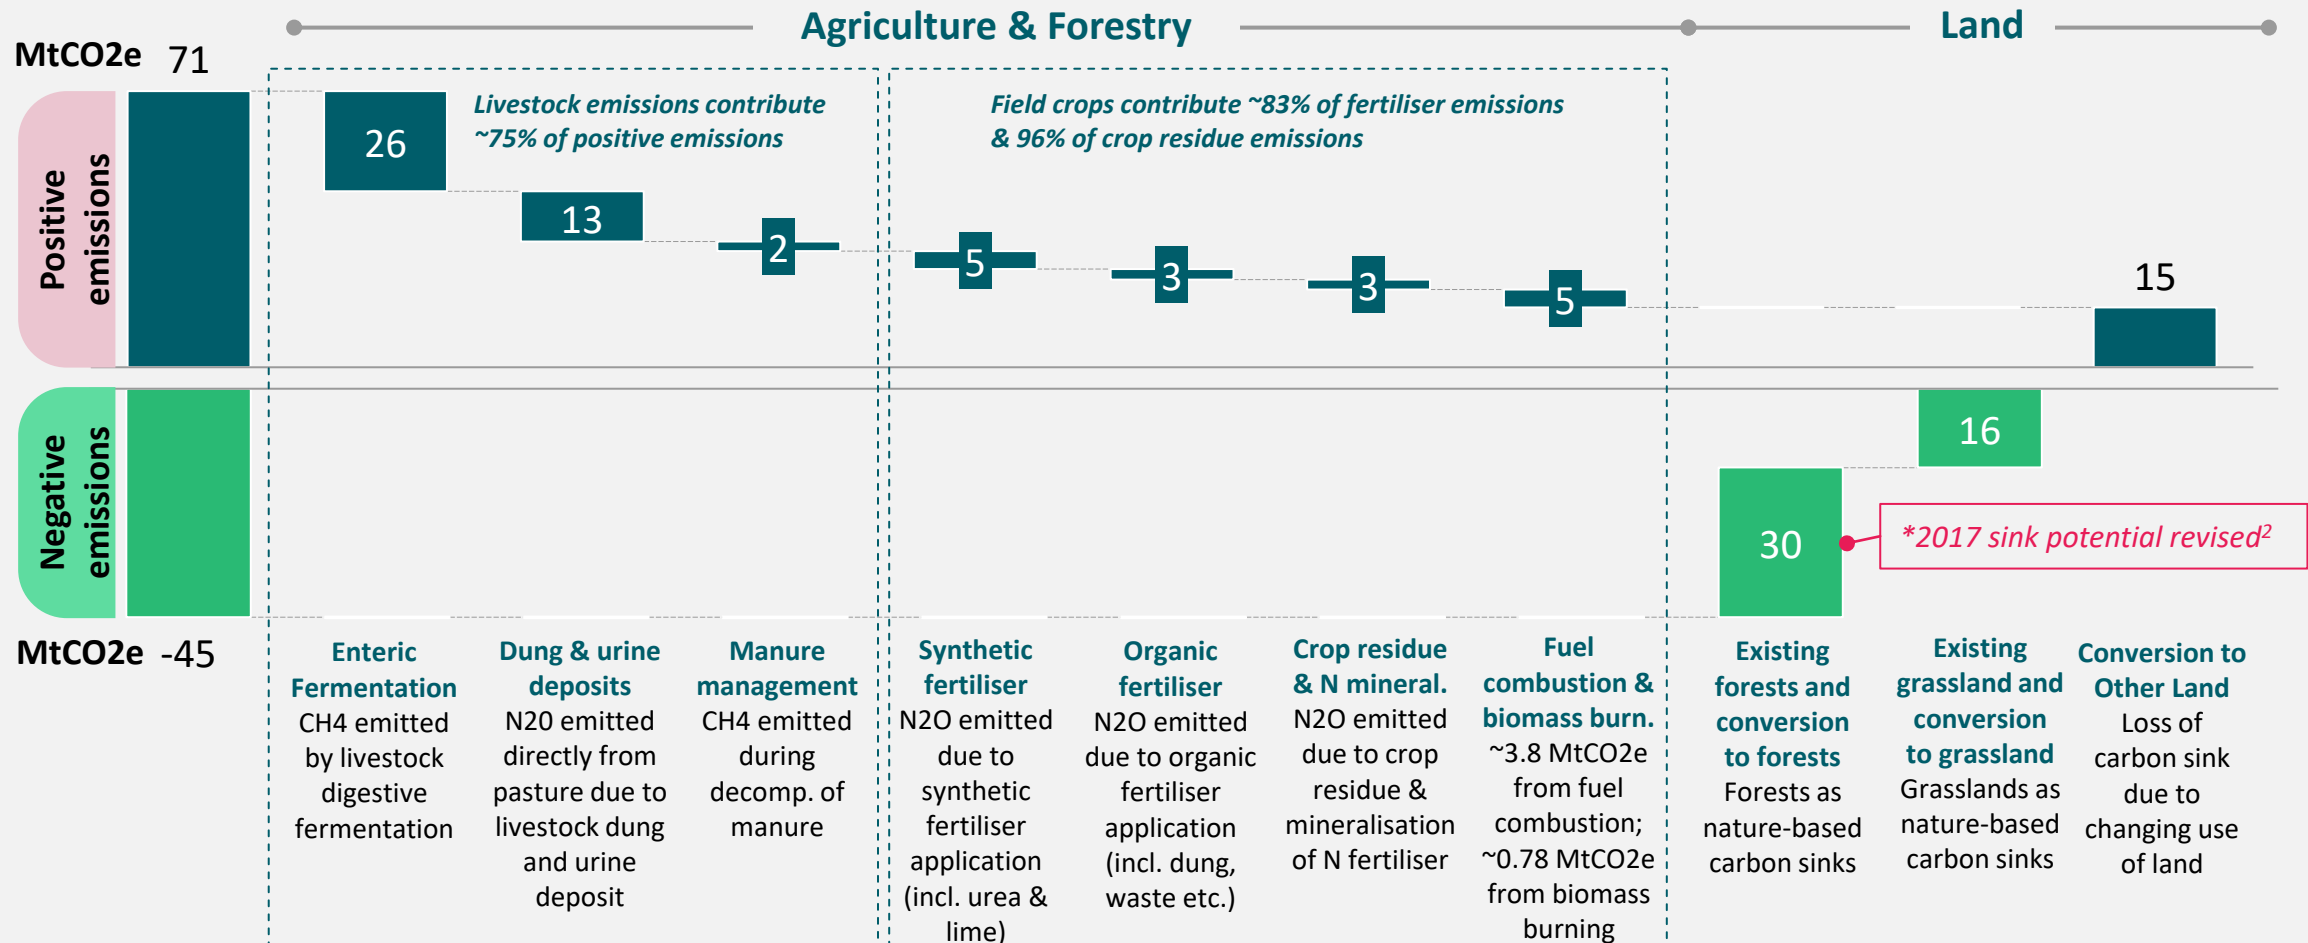 Agriculture & Forestry
Land
MtCO2e 71
Positive
emissions
Livestock emissions contribute
~75% of positive emissions
Field crops contribute ~83% of fertiliser emissions
& 96% of crop residue emissions
26
13
2
5
3
3
5
15
Negative
emissions
16
30
*2017 sink potential revised2
MtCO2e -45
Enteric
Fermentation
CH4 emitted
by livestock
digestive
fermentation
Dung & urine
deposits
N20 emitted
directly from
pasture due to
livestock dung
and urine
deposit
Manure
management
CH4 emitted
during
decomp. of
manure
Synthetic
fertiliser
N2O emitted
due to
synthetic
fertiliser
application
(incl. urea &
lime)
Organic
fertiliser
N2O emitted
due to organic
fertiliser
application
(incl. dung,
waste etc.)
Crop residue
& N mineral.
N2O emitted
due to crop
residue &
mineralisation
of N fertiliser
Fuel
combustion &
biomass burn.
~3.8 MtCO2e
from fuel
combustion;
~0.78 MtCO2e
from biomass
burning
Existing
forests and
conversion
to forests
Forests as
nature-based
carbon sinks
Existing
grassland and
conversion
to grassland
Grasslands as
nature-based
carbon sinks
Conversion to
Other Land
Loss of
carbon sink
due to
changing use
of land